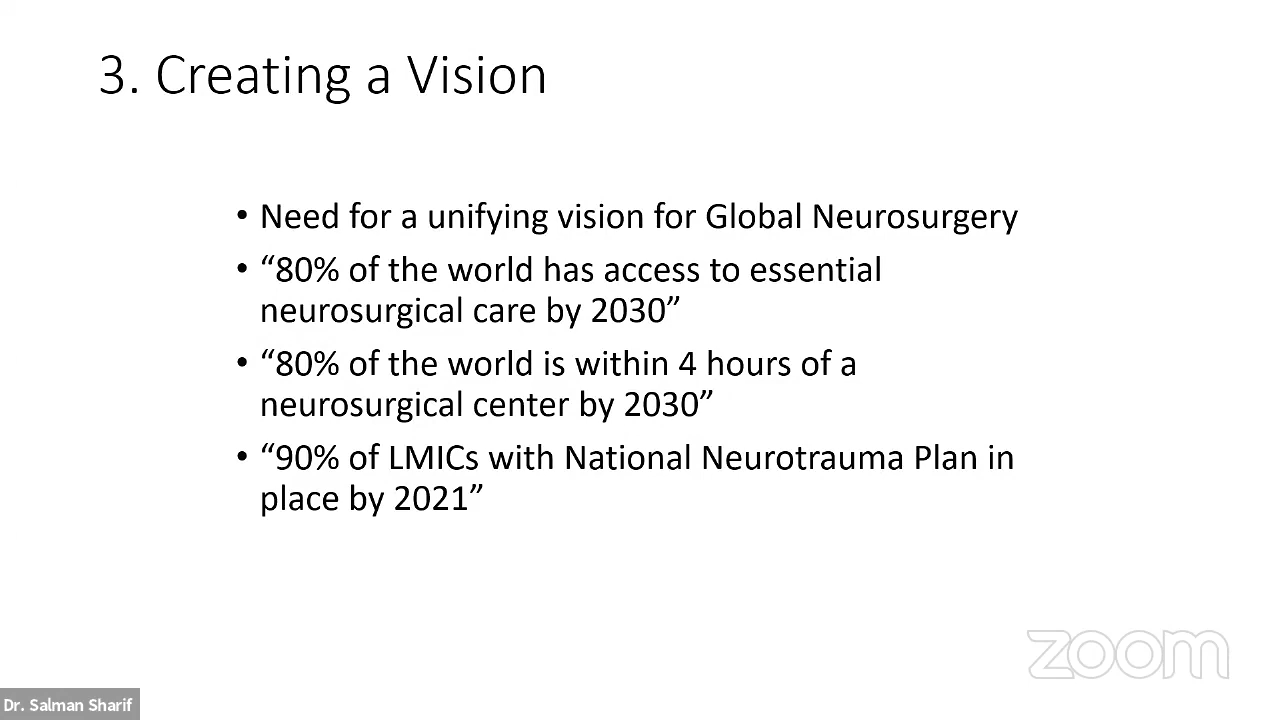 3. Creating a Vision
• Need for a unifying vision for Global Neurosurgery
• “80% of the world has access to essential
neurosurgical care by 2030”
• “80% of the world is within 4 hours of a
neurosurgical center by 2030”
• “90% of LMICs with National Neurotrauma Plan in
place by 2021”
zoom
Dr. Salman Sharif